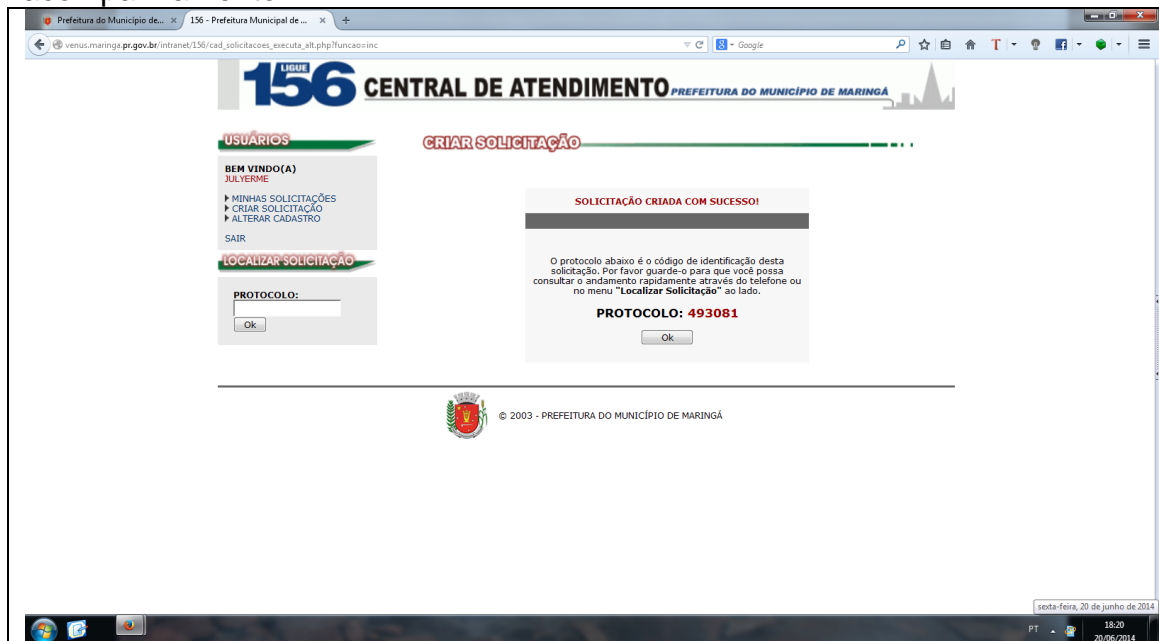 Prefeitura do Município de...
156 - Prefeitura Municipal de ...
venus.maringa.pr.gov.br/intranet/156/cad_solicitacoes_executa_alt.php?funcao=inc
Google
LIGUE
156 CENTRAL DE ATENDIMENTO PREFEITURA DO MUNICÍPIO DE MARINGÁ
USUÁRIOS
BEM VINDO(A)
JULYERME
MINHAS SOLICITAÇÕES
CRIAR SOLICITAÇÃO
ALTERAR CADASTRO
SAIR
LOCALIZAR SOLICITAÇÃO
PROTOCOLO:
Ok
CRIAR SOLICITAÇÃO
SOLICITAÇÃO CRIADA COM SUCESSO!
O protocolo abaixo é o código de identificação desta
solicitação. Por favor guarde-o para que você possa
consultar o andamento rapidamente através do telefone ou
no menu "Localizar Solicitação" ao lado.
PROTOCOLO: 493081
Ok
© 2003 - PREFEITURA DO MUNICÍPIO DE MARINGÁ
sexta-feira, 20 de junho de 2014
PT
18:20
20/06/2014